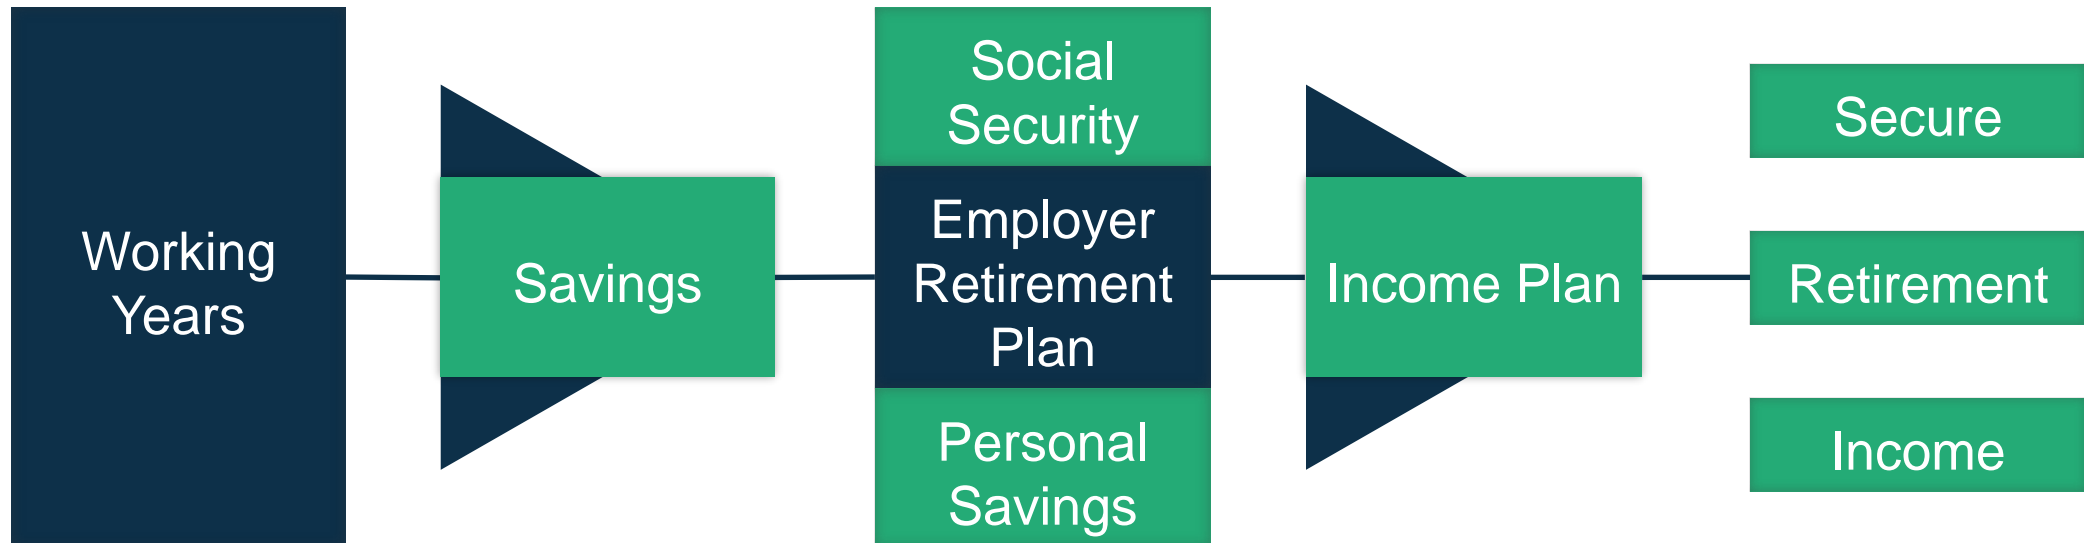 Working
Years
Savings
Social
Security
Employer
Retirement
Plan
Personal
Savings
Income Plan
Secure
Retirement
Income